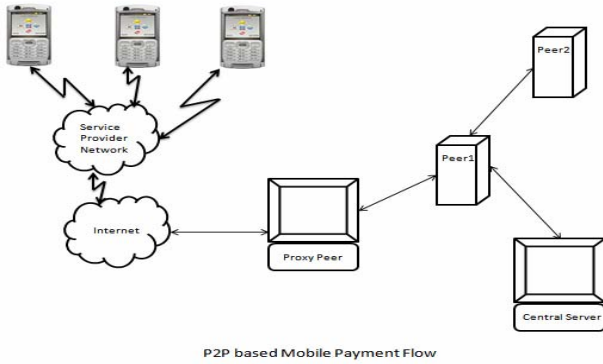 Peer2
Service
Provider
Network
Peer1
Internet
Proxy Peer
Central Server
P2P based Mobile Payment Flow